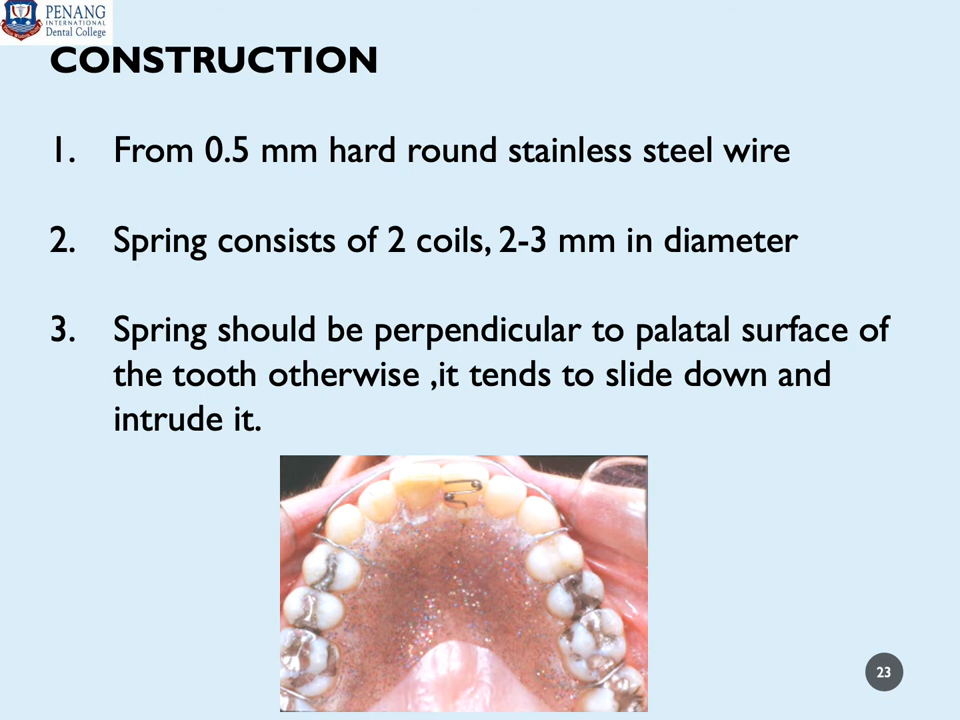 PENANG
INTERNATIONAL
Dental College
CONSTRUCTION
1. From 0.5 mm hard round stainless steel wire
2. Spring consists of 2 coils, 2-3 mm in diameter
3. Spring should be perpendicular to palatal surface of
the tooth otherwise ,it tends to slide down and
intrude it.
23